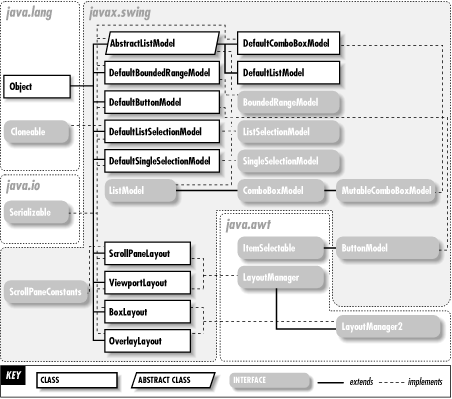 java.lang
javax.swing
AbstractListModel
DefaultComboBoxModel
DefaultBoundedRangeModel
DefaultListModel
Object
DefaultButtonModel
BoundedRangeModel
Cloneable
DefaultListSelectionModel
ListSelectionModel
DefaultSingleSelectionModel
SingleSelectionModel
java.io
ListModel
ComboBoxModel
MutableComboBoxModel
Serializable
java.awt
ScrollPaneLayout
ItemSelectable
ButtonModel
ScrollPaneConstants
ViewportLayout
LayoutManager
BoxLayout
LayoutManager2
OverlayLayout
KEY
CLASS
ABSTRACT CLASS
INTERFACE
extends
implements